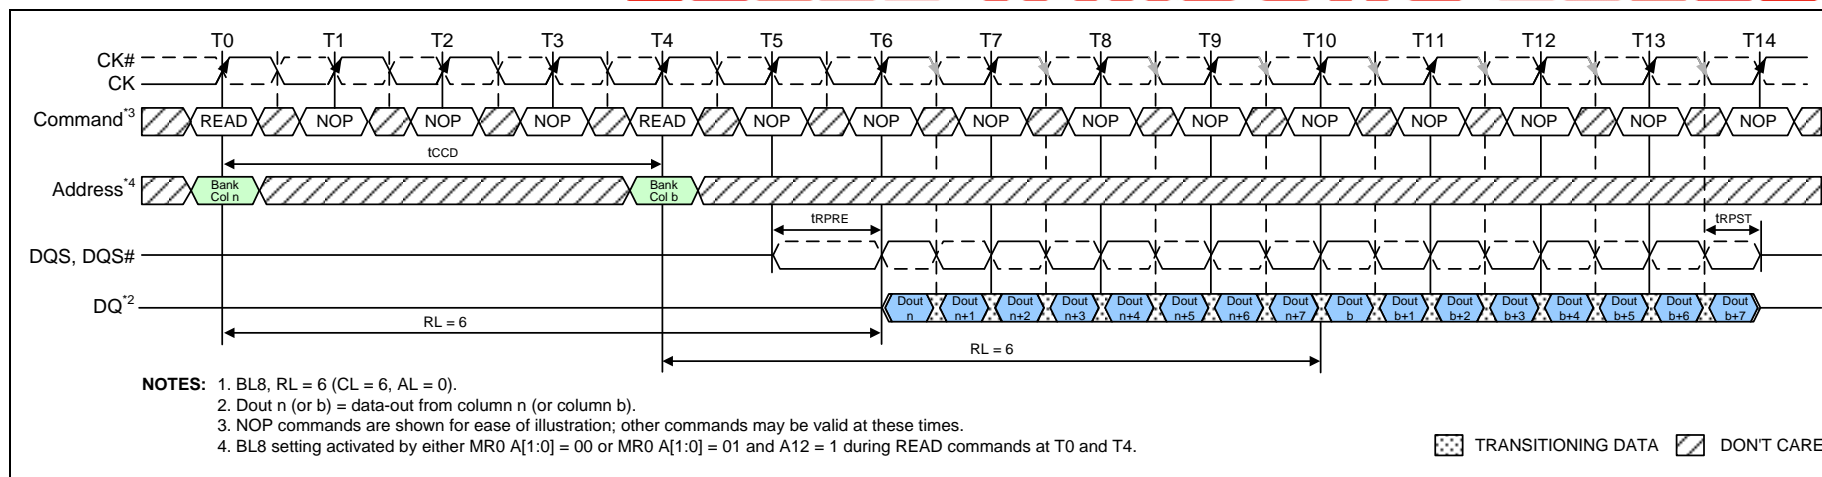 T0 T1 T2 T3 T4 T5 T6 T7 T8 T9 T10 T11 T12 T13 T14
CK#
CK
Command*3 READ NOP NOP NOP READ NOP NOP NOP NOP NOP NOP NOP NOP NOP NOP
tCCD
Address*4 Bank Col n Bank Col b
tRPRE tRPST
DQS, DQS#
DQ*2 Dout n Dout n+1 Dout n+2 Dout n+3 Dout n+4 Dout n+5 Dout n+6 Dout n+7 Dout b Dout b+1 Dout b+2 Dout b+3 Dout b+4 Dout b+5 Dout b+6 Dout b+7
RL = 6
RL = 6
NOTES: 1. BL8, RL = 6 (CL = 6, AL = 0).
2. Dout n (or b) = data-out from column n (or column b).
3. NOP commands are shown for ease of illustration; other commands may be valid at these times.
4. BL8 setting activated by either MR0 A[1:0] = 00 or MR0 A[1:0] = 01 and A12 = 1 during READ commands at T0 and T4.
TRANSITIONING DATA DON'T CARE